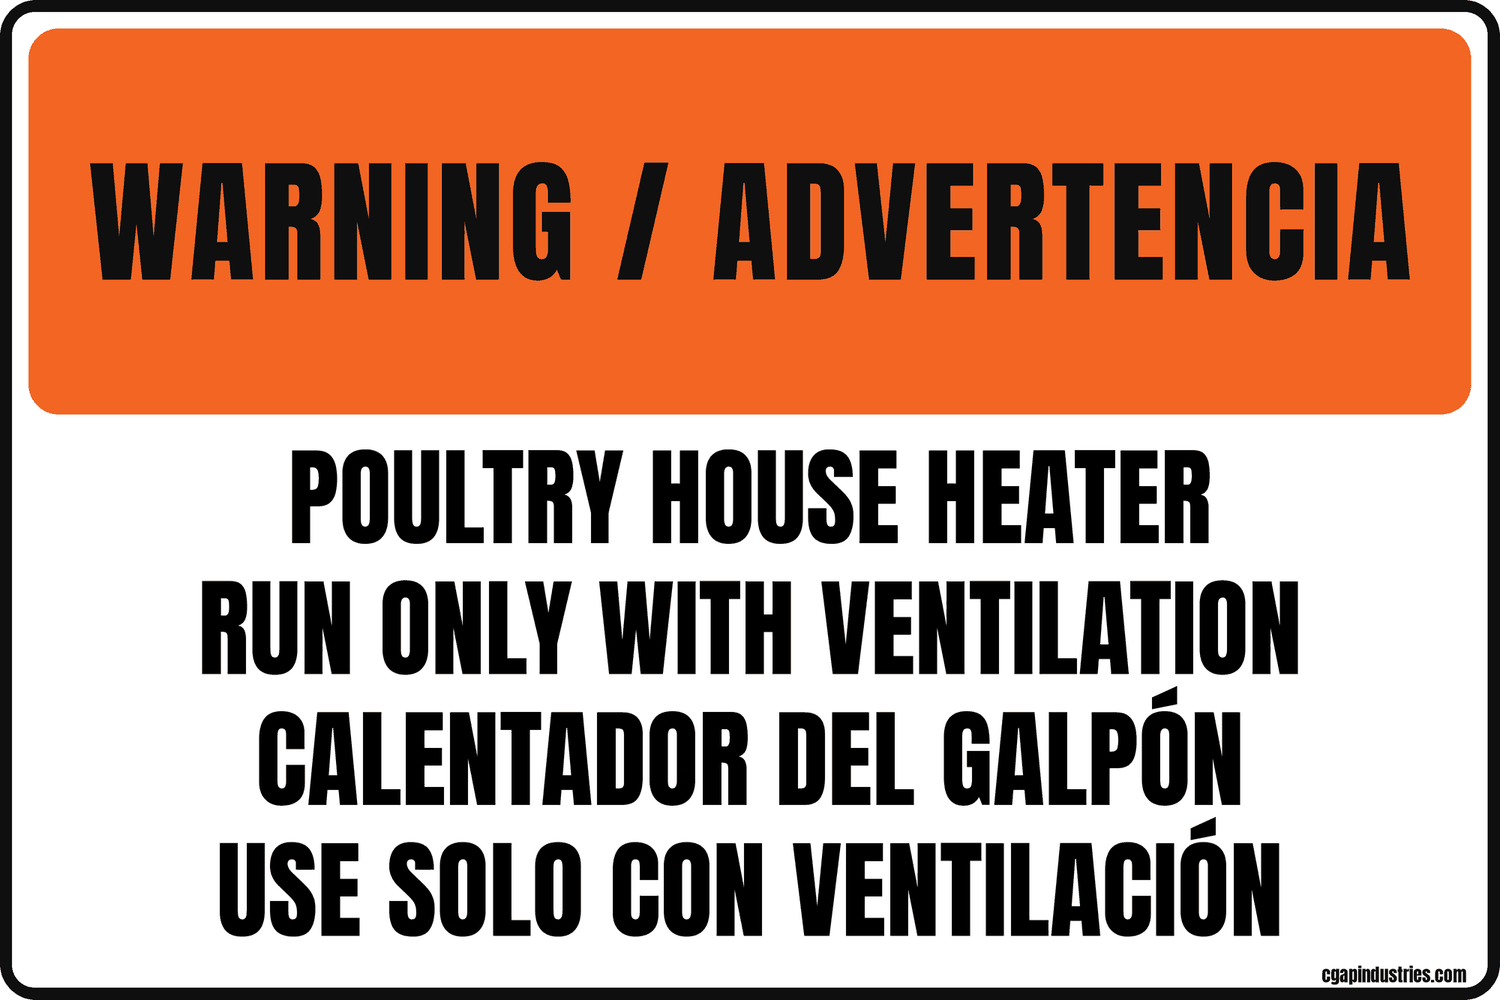 WARNING / ADVERTENCIA
POULTRY HOUSE HEATER
RUN ONLY WITH VENTILATION
CALENTADOR DEL GALPÓN
USE SOLO CON VENTILACIÓN
cgapindustries.com